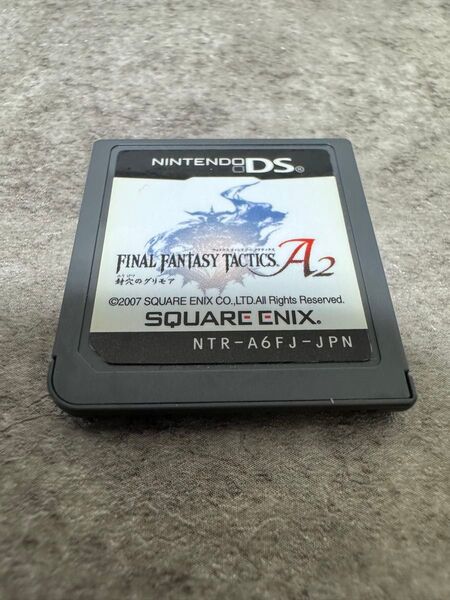 NINTENDO DS®
FINAL FANTASY TACTICS A2
封穴のグリモア
©2007 SQUARE ENIX CO.,LTD.All Rights Reserved.
SQUARE ENIX®
NTR-A6FJ-JPN